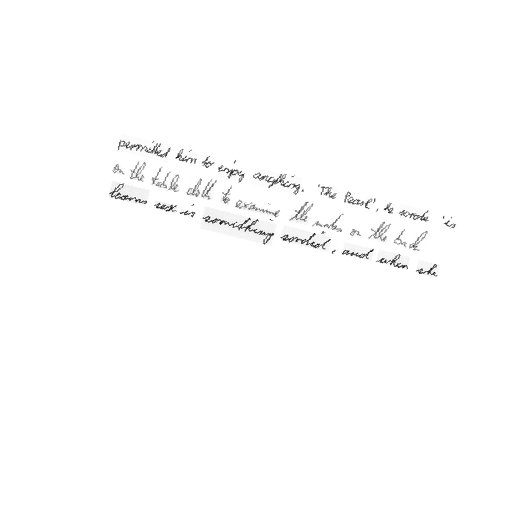 permitted him to enjoy anything. 'The Pearl', he wrote 'is
on the table cloth to examine the notes on the back
learns sex is something sordid, and when she